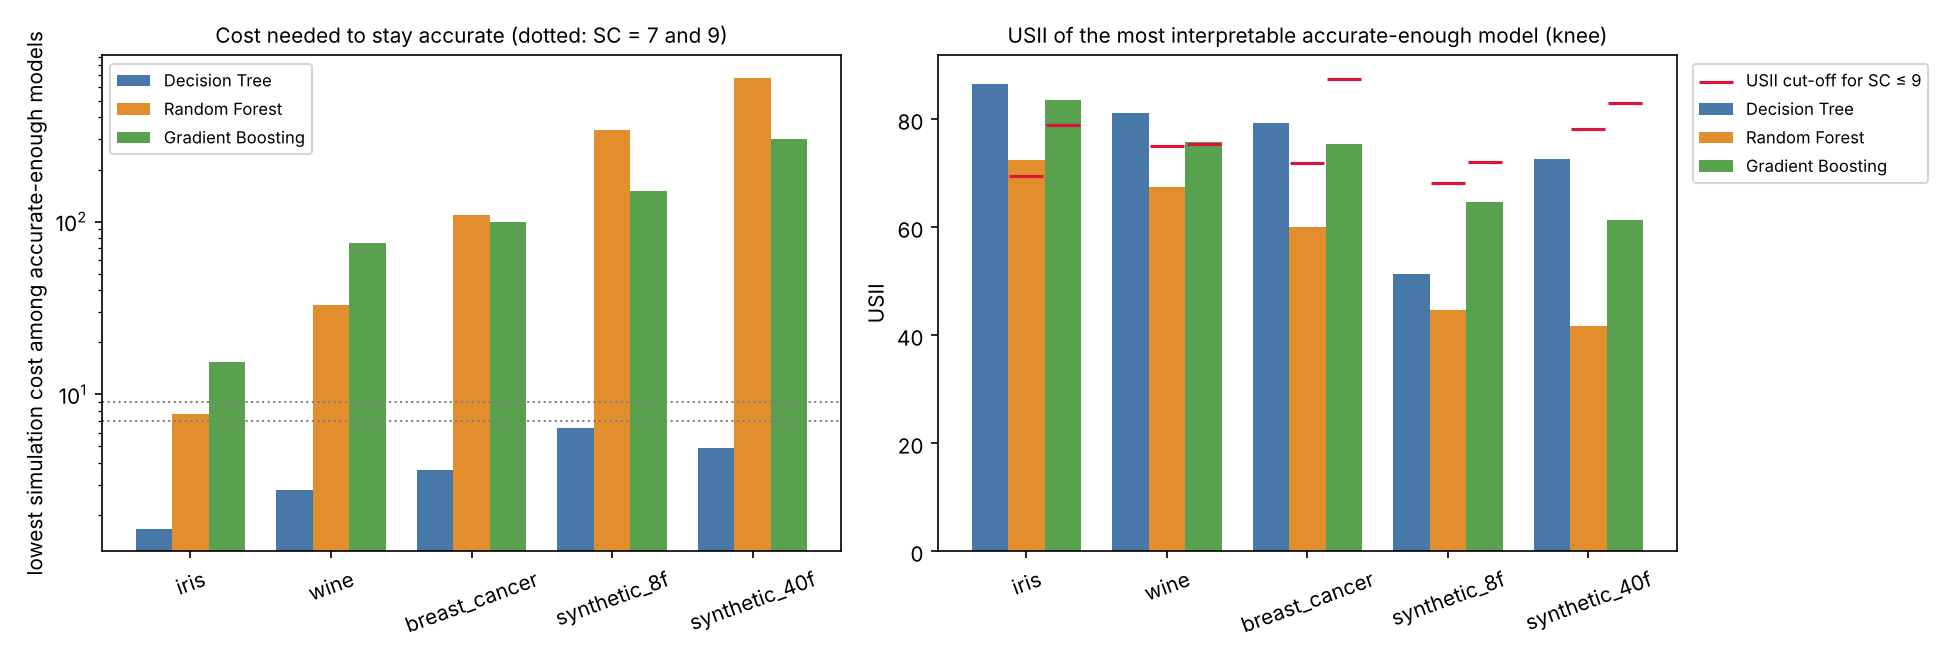 Cost needed to stay accurate (dotted: SC = 7 and 9)
lowest simulation cost among accurate-enough models
10²
10¹
Decision Tree
Random Forest
Gradient Boosting
iris
wine
breast_cancer
synthetic_8f
synthetic_40f
USII of the most interpretable accurate-enough model (knee)
USII
80
60
40
20
0
iris
wine
breast_cancer
synthetic_8f
synthetic_40f
USII cut-off for SC ≤ 9
Decision Tree
Random Forest
Gradient Boosting